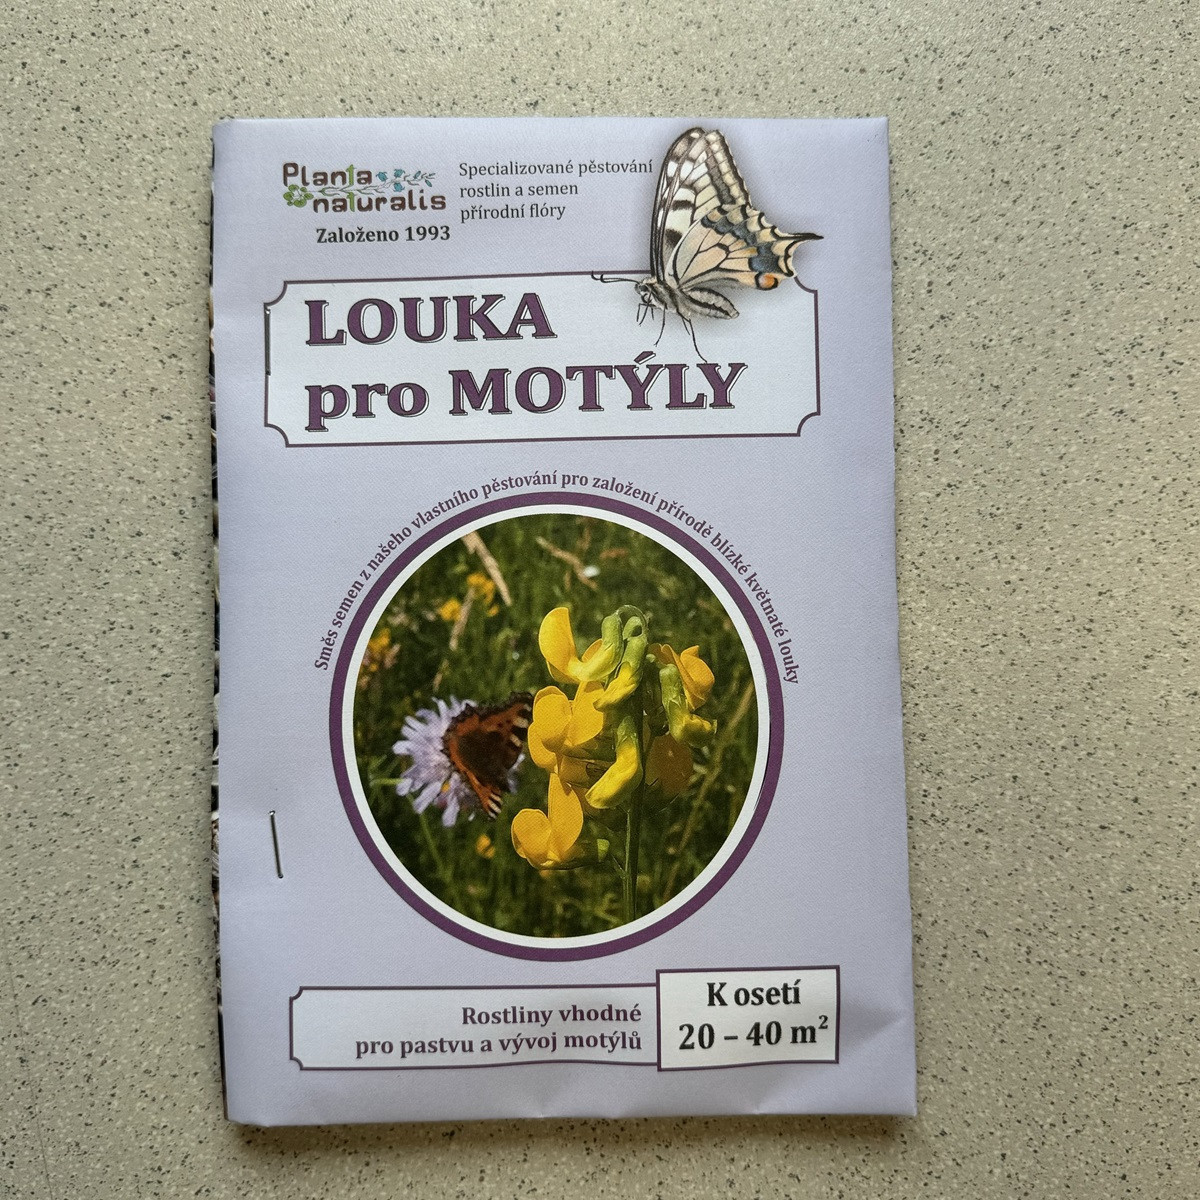 Planta
naturalis
Založeno 1993
Specializované pěstování
rostlin a semen
přírodní flóry
LOUKA
pro MOTÝLY
Směs semen z našeho vlastního pěstování pro založení přírodě blízké květnaté louky
Rostliny vhodné
pro pastvu a vývoj motýlů
K osetí
20 – 40 m²